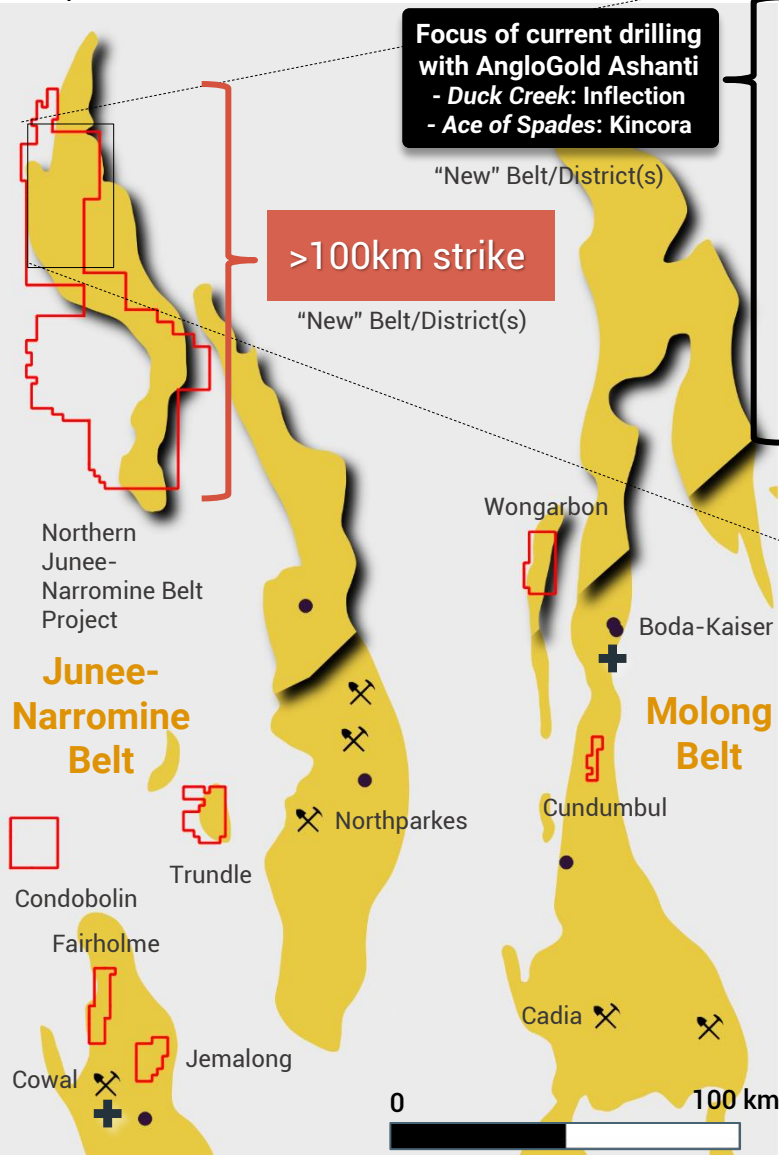 Focus of current drilling
with AngloGold Ashanti
- Duck Creek: Inflection
- Ace of Spades: Kincora
“New” Belt/District(s)
>100km strike
“New” Belt/District(s)
Wongarbon
Northern
Junee-
Narromine Belt
Project
Boda-Kaiser
Junee-
Narromine
Belt
Molong
Belt
Cundumbul
Northparkes
Trundle
Condobolin
Fairholme
Cadia
Jemalong
Cowal
0
100 km